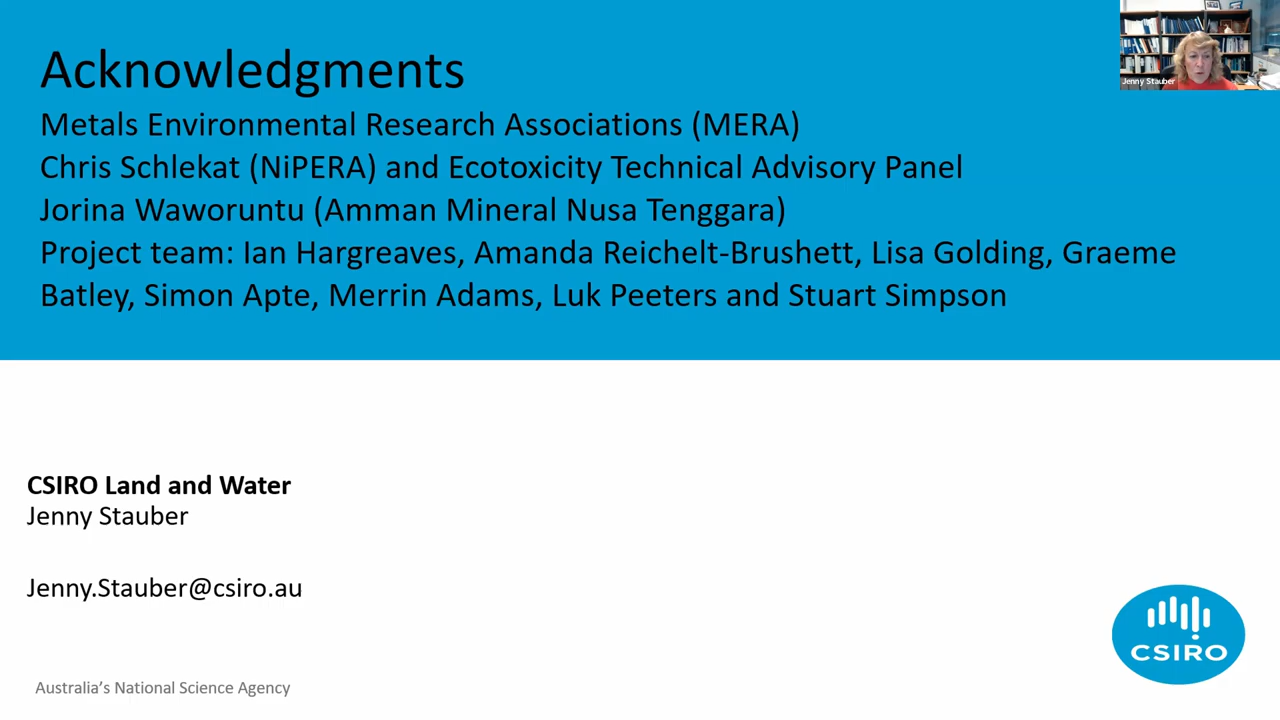 Acknowledgments
Metals Environmental Research Associations (MERA)
Chris Schlekat (NiPERA) and Ecotoxicity Technical Advisory Panel
Jorina Waworuntu (Amman Mineral Nusa Tenggara)
Project team: Ian Hargreaves, Amanda Reichelt-Brushett, Lisa Golding, Graeme
Batley, Simon Apte, Merrin Adams, Luk Peeters and Stuart Simpson
Jenny Stauber
CSIRO Land and Water
Jenny Stauber
Jenny.Stauber@csiro.au
CSIRO
Australia's National Science Agency